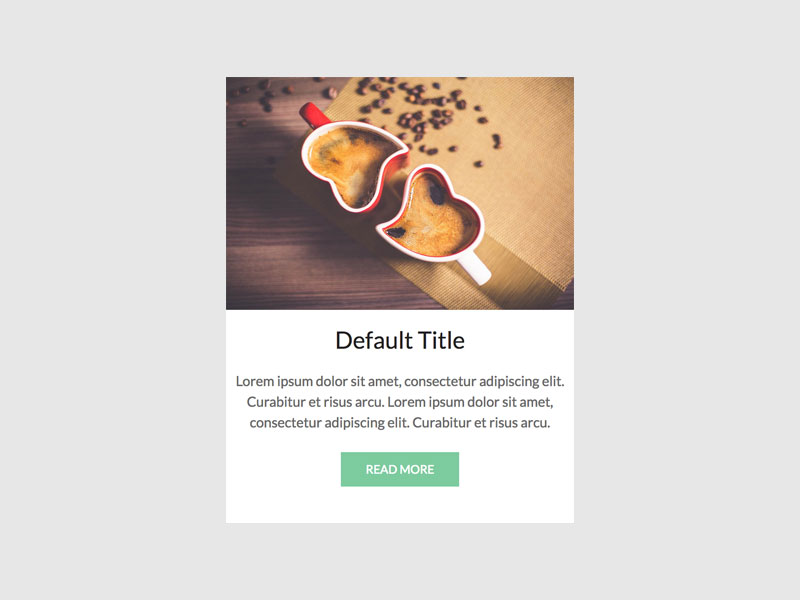 Default Title
Lorem ipsum dolor sit amet, consectetur adipiscing elit.
Curabitur et risus arcu. Lorem ipsum dolor sit amet,
consectetur adipiscing elit. Curabitur et risus arcu.
READ MORE